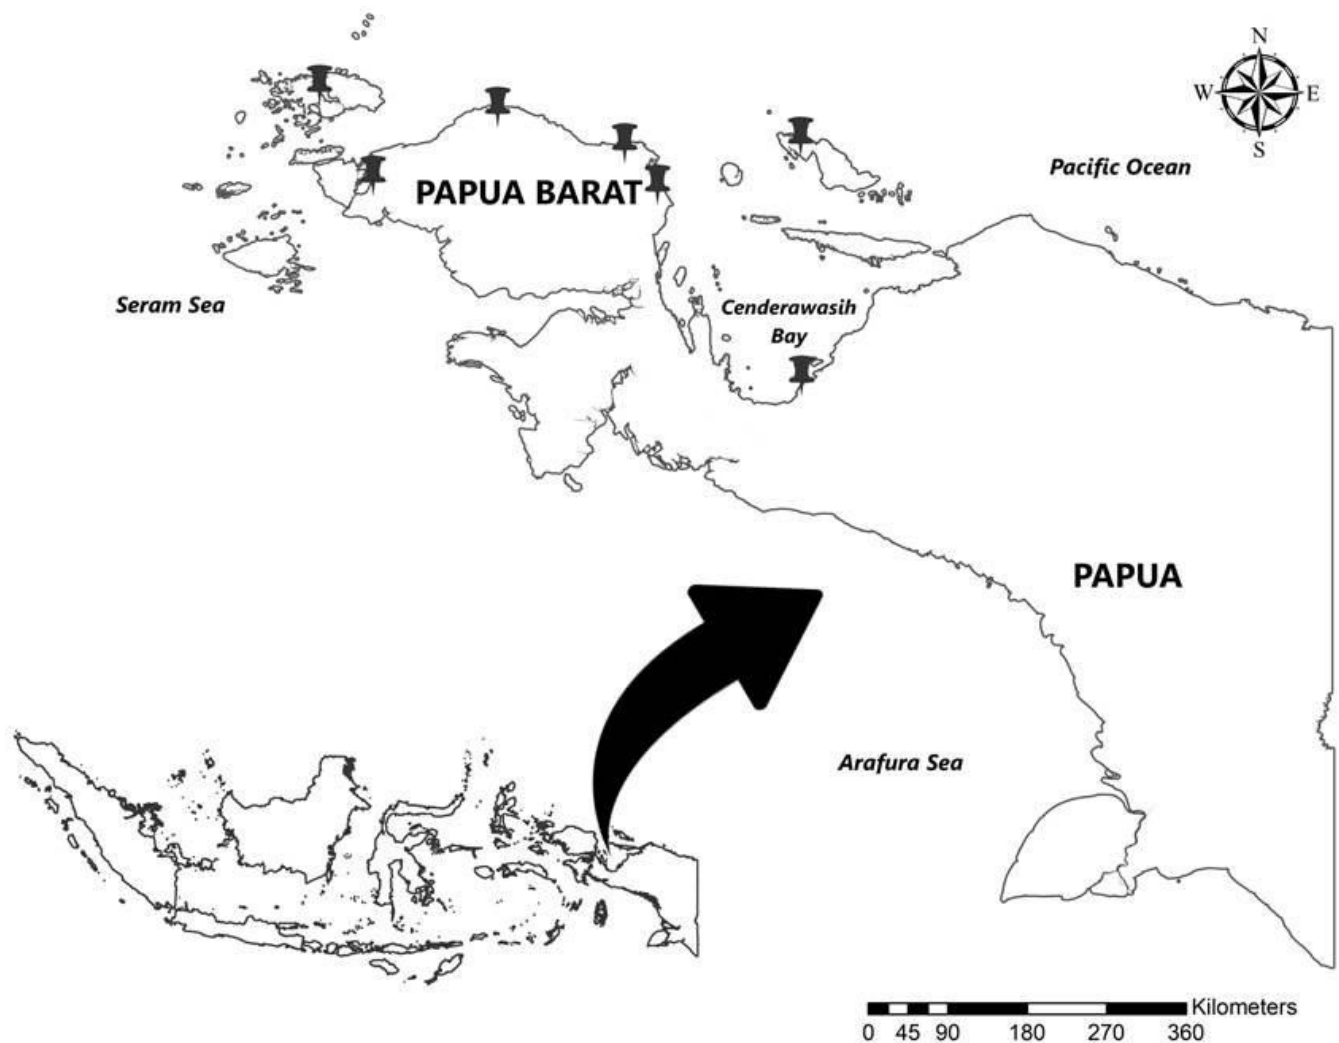 N
W E
S
Pacific Ocean
PAPUA BARAT
Seram Sea
Cenderawasih
Bay
PAPUA
Arafura Sea
Kilometers
0 45 90 180 270 360